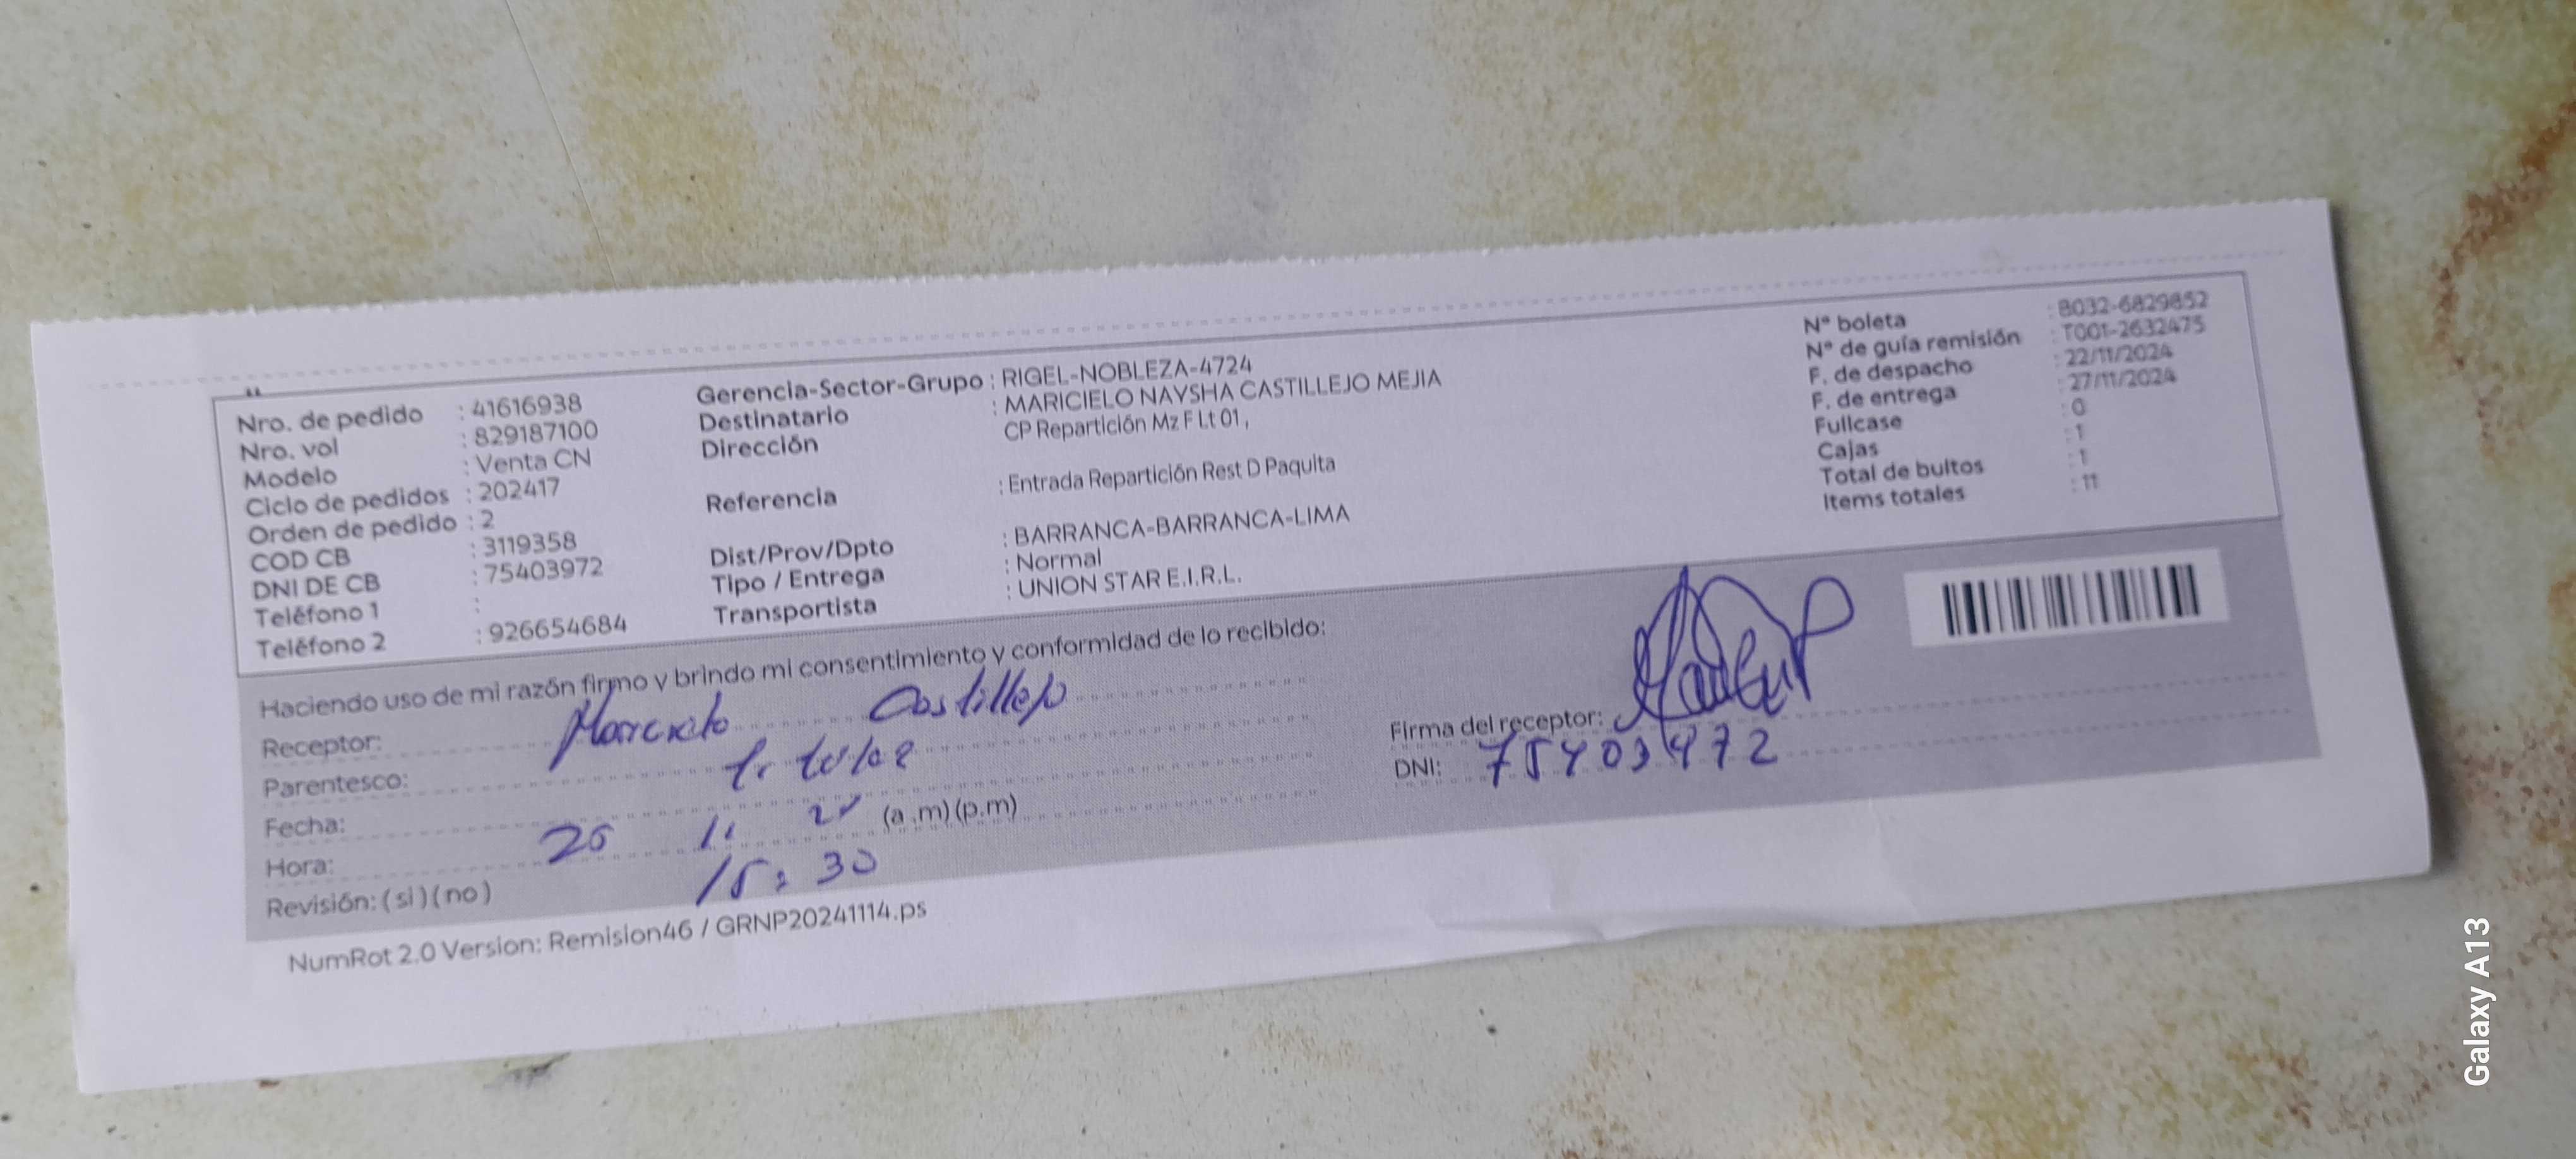 Nro. de pedido : 41616938
Nro. vol : 829187100
Modelo : Venta CN
Ciclo de pedidos : 202417
Orden de pedido : 2
COD CB : 3119358
DNI DE CB : 75403972
Teléfono 1 :
Teléfono 2 : 926654684
Gerencia-Sector-Grupo : RIGEL-NOBLEZA-4724
Destinatario : MARICIELO NAYSHA CASTILLEJO MEJIA
Dirección CP Repartición Mz F Lt 01,
Referencia : Entrada Repartición Rest D Paquita
Dist/Prov/Dpto : BARRANCA-BARRANCA-LIMA
Tipo / Entrega : Normal
Transportista : UNION STAR E.I.R.L.
N° boleta : B032-6829852
N° de guía remisión : T001-2632475
F. de despacho : 22/11/2024
F. de entrega : 27/11/2024
Fullcase : 0
Cajas : 1
Total de bultos : 1
Items totales : 11
Haciendo uso de mi razón firmo y brindo mi consentimiento y conformidad de lo recibido:
Receptor: Castillejo
Parentesco:
Fecha: (a.m)(p.m)
Hora: 15:30
Revisión: (si)(no)
Firma del receptor:
DNI: 75403972
NumRot 2.0 Version: Remision46 / GRNP20241114.ps
Galaxy A13